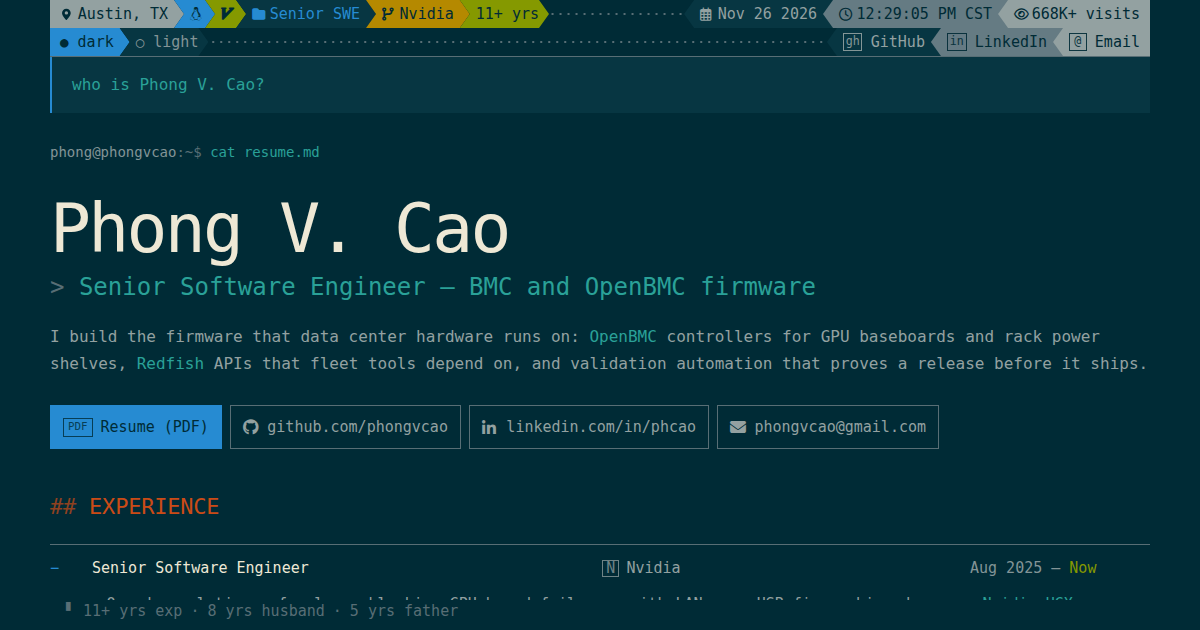 Austin, TX Senior SWE Nvidia 11+ yrs Nov 26 2026 12:29:05 PM CST 668K+ visits
● dark ○ light gh GitHub in LinkedIn @ Email
who is Phong V. Cao?
phong@phongvcao:~$ cat resume.md
Phong V. Cao
> Senior Software Engineer — BMC and OpenBMC firmware
I build the firmware that data center hardware runs on: OpenBMC controllers for GPU baseboards and rack power
shelves, Redfish APIs that fleet tools depend on, and validation automation that proves a release before it ships.
PDF Resume (PDF) github.com/phongvcao linkedin.com/in/phcao phongvcao@gmail.com
## EXPERIENCE
− Senior Software Engineer N Nvidia Aug 2025 — Now
11+ yrs exp · 8 yrs husband · 5 yrs father